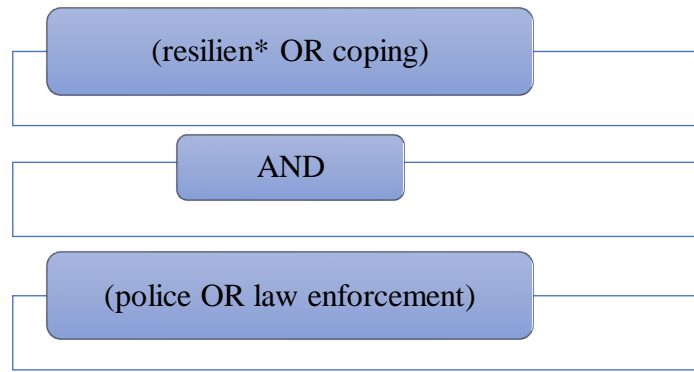 (resilien* OR coping)
AND
(police OR law enforcement)